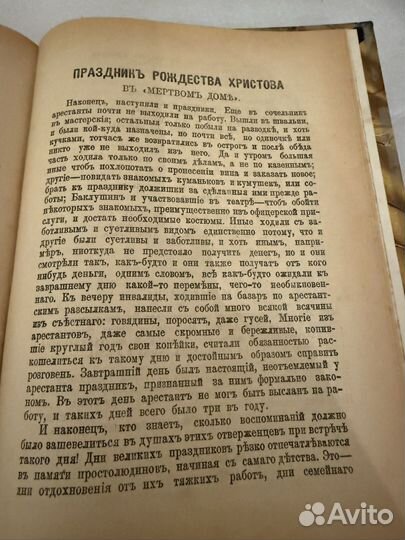 ПРАЗДНИКЪ РОЖДЕСТВА ХРИСТОВА
ВЪ «МЕРТВОМЪ ДОМѢ».
Наконецъ, наступили и праздники. Еще въ сочельникъ
арестанты почти не выходили на работу. Вышли въ швальни,
въ мастерскія; остальныя только побыли на разводкѣ, и хоть
и были кой-куда назначены, но почти всѣ, по одиночкѣ или
кучками, тотчасъ же возвратились въ острогъ и послѣ обѣда
никто уже не выходилъ изъ него. Да и утромъ большая
часть ходила только по своимъ дѣламъ, а не по казеннымъ;
иные чтобъ похлопотать о пронесеніи вина и заказать новое;
другіе—повидать знакомыхъ куманьковъ и кумушекъ, или со-
брать къ празднику должишки за сдѣланныя ими прежде ра-
боты; Баклушинъ и участвовавшіе въ театрѣ—чтобъ обойти
нѣкоторыхъ знакомыхъ, преимущественно изъ офицерской при-
слуги, и достать необходимые костюмы. Иные ходили съ за-
ботливымъ и суетливымъ видомъ единственно потому, что и
другіе были суетливы и заботливы, и хоть инымъ, напри-
мѣръ, ниоткуда не предстояло получить денегъ, но и они
смотрѣли такъ, какъ-будто и они также получатъ отъ кого
нибудь деньги, однимъ словомъ, всѣ какъ-будто ожидали къ
завтрашнему дню какой-то перемѣны, чего-то необыкновен-
наго. Къ вечеру инвалиды, ходившіе на базаръ по арестант-
скимъ разсылкамъ, нанесли съ собой много всякой всячины
изъ съѣстнаго: говядины, поросятъ, даже гусей. Многіе изъ
арестантовъ, даже самые скромные и бережливые, копив-
шіе круглый годъ свои копѣйки, считали обязанностью рас-
кошелиться къ такому дню и достойнымъ образомъ справить
розговень. Завтрашній день былъ настоящій, неотъемлемый у
арестанта праздникъ, признанный за нимъ формально зако-
номъ. Въ этотъ день арестантъ не могъ быть высланъ на ра-
боту, и такихъ дней всего было три въ году.
И наконецъ, кто знаетъ, сколько воспоминаній должно
было зашевелиться въ душахъ этихъ отверженцевъ при встрѣчѣ
такого дня! Дни великихъ праздниковъ рѣзко отпечатлѣваются
въ памяти простолюдиновъ, начиная съ самаго дѣтства. Это—
дни отдохновенія отъ ихъ тяжкихъ работъ, дни семейнаго
Avito